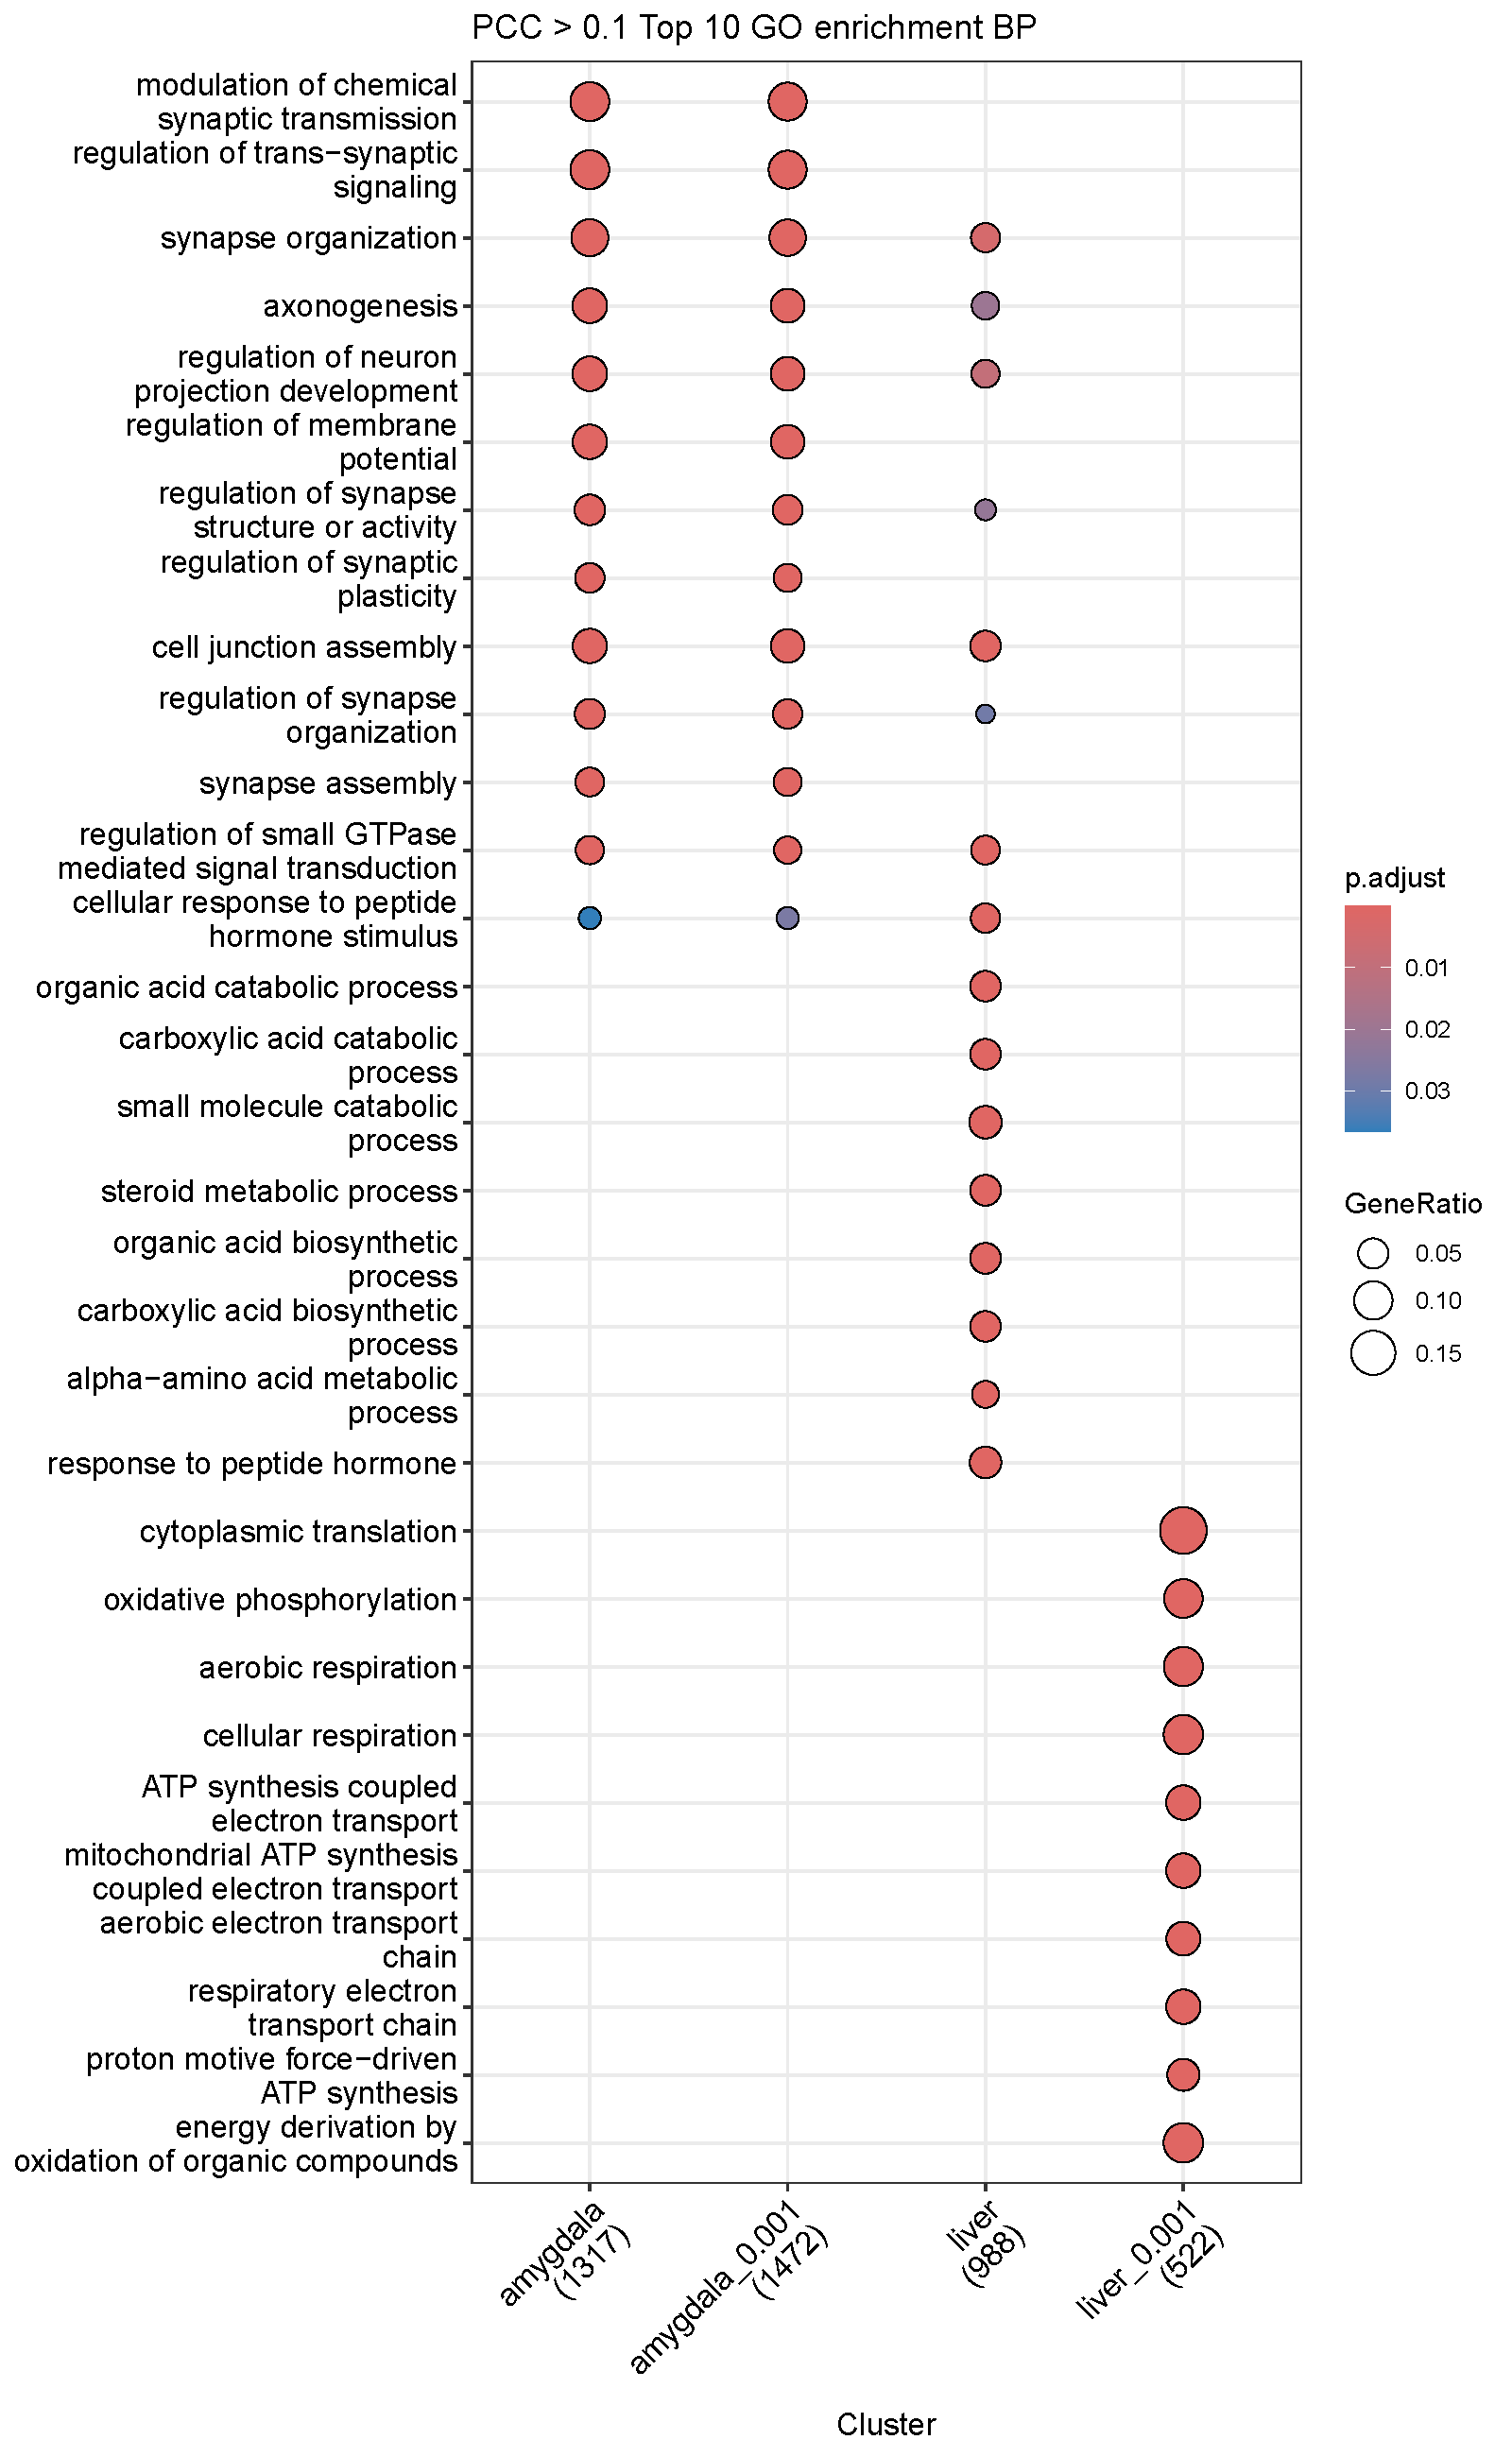 PCC > 0.1 Top 10 GO enrichment BP
modulation of chemical
synaptic transmission
regulation of trans−synaptic
signaling
synapse organization
axonogenesis
regulation of neuron
projection development
regulation of membrane
potential
regulation of synapse
structure or activity
regulation of synaptic
plasticity
cell junction assembly
regulation of synapse
organization
synapse assembly
regulation of small GTPase
mediated signal transduction
cellular response to peptide
hormone stimulus
organic acid catabolic process
carboxylic acid catabolic
process
small molecule catabolic
process
steroid metabolic process
organic acid biosynthetic
process
carboxylic acid biosynthetic
process
alpha−amino acid metabolic
process
response to peptide hormone
cytoplasmic translation
oxidative phosphorylation
aerobic respiration
cellular respiration
ATP synthesis coupled
electron transport
mitochondrial ATP synthesis
coupled electron transport
aerobic electron transport
chain
respiratory electron
transport chain
proton motive force−driven
ATP synthesis
energy derivation by
oxidation of organic compounds
amygdala
(1317)
amygdala_0.001
(1472)
liver
(988)
liver_0.001
(522)
Cluster
p.adjust
0.01
0.02
0.03
GeneRatio
0.05
0.10
0.15